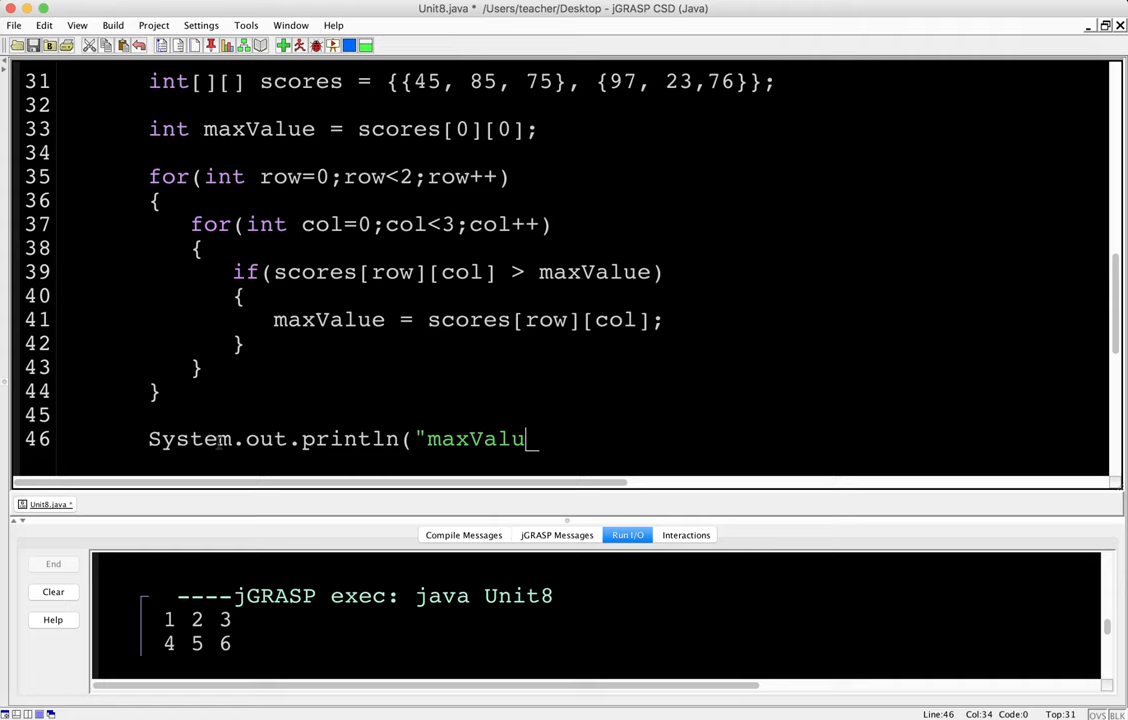 Unit8.java * /Users/teacher/Desktop - jGRASP CSD (Java)
File Edit View Build Project Settings Tools Window Help
31 int[][] scores = {{45, 85, 75}, {97, 23,76}};
32
33 int maxValue = scores[0][0];
34
35 for(int row=0;row<2;row++)
36 {
37 for(int col=0;col<3;col++)
38 {
39 if(scores[row][col] > maxValue)
40 {
41 maxValue = scores[row][col];
42 }
43 }
44 }
45
46 System.out.println("maxValu
Unit8.java *
Compile Messages jGRASP Messages Run I/O Interactions
End
Clear
Help
----jGRASP exec: java Unit8
1 2 3
4 5 6
Line:46 Col:34 Code:0 Top:31 OVS BLK